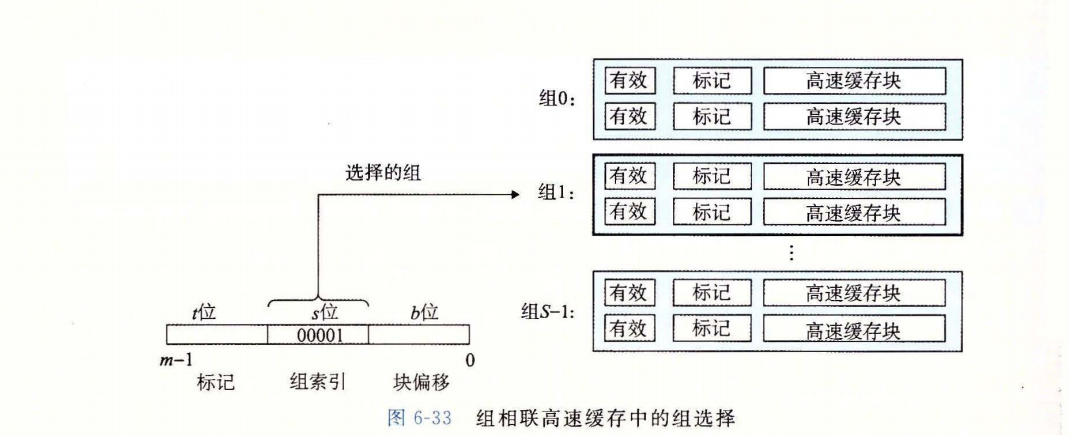 组0:
有效 标记 高速缓存块
有效 标记 高速缓存块
选择的组
组1:
有效 标记 高速缓存块
有效 标记 高速缓存块
⋮
组S-1:
有效 标记 高速缓存块
有效 标记 高速缓存块
t位 s位 b位
00001
m-1 0
标记 组索引 块偏移
图 6-33 组相联高速缓存中的组选择